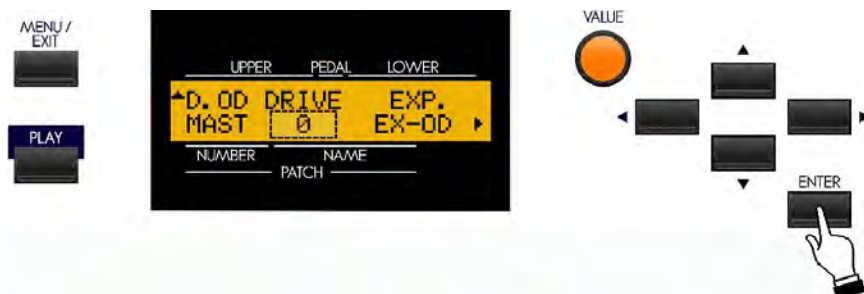 MENU /
EXIT
PLAY
UPPER PEDAL LOWER
D. OD DRIVE EXP.
MAST 0 EX-OD
NUMBER NAME
PATCH
VALUE
ENTER